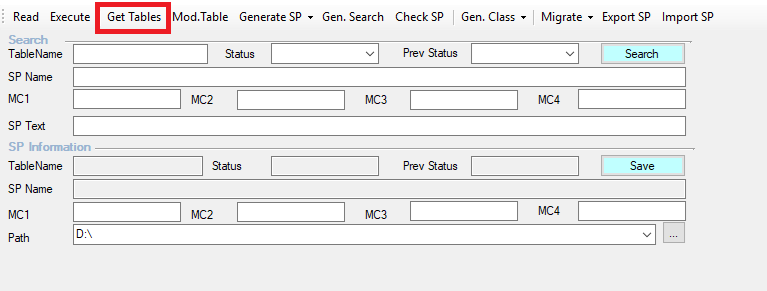 Read Execute Get Tables Mod.Table Generate SP Gen. Search Check SP Gen. Class Migrate Export SP Import SP
Search
TableName Status Prev Status Search
SP Name
MC1 MC2 MC3 MC4
SP Text
SP Information
TableName Status Prev Status Save
SP Name
MC1 MC2 MC3 MC4
Path D:\ ...